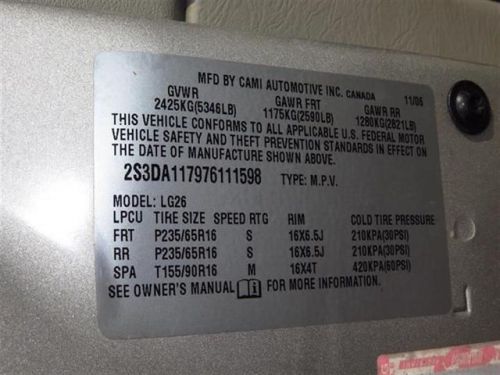 MFD BY CAMI AUTOMOTIVE INC. CANADA 11/06
GVWR GAWR FRT GAWR RR
2425KG(5346LB) 1175KG(2590LB) 1280KG(2821LB)
THIS VEHICLE CONFORMS TO ALL APPLICABLE U.S. FEDERAL MOTOR
VEHICLE SAFETY AND THEFT PREVENTION STANDARDS IN EFFECT ON
THE DATE OF MANUFACTURE SHOWN ABOVE.
2S3DA117976111598 TYPE: M.P.V.
MODEL: LG26
LPCU TIRE SIZE SPEED RTG RIM COLD TIRE PRESSURE
FRT P235/65R16 S 16X6.5J 210KPA(30PSI)
RR P235/65R16 S 16X6.5J 210KPA(30PSI)
SPA T155/90R16 M 16X4T 420KPA(60PSI)
SEE OWNER'S MANUAL FOR MORE INFORMATION.